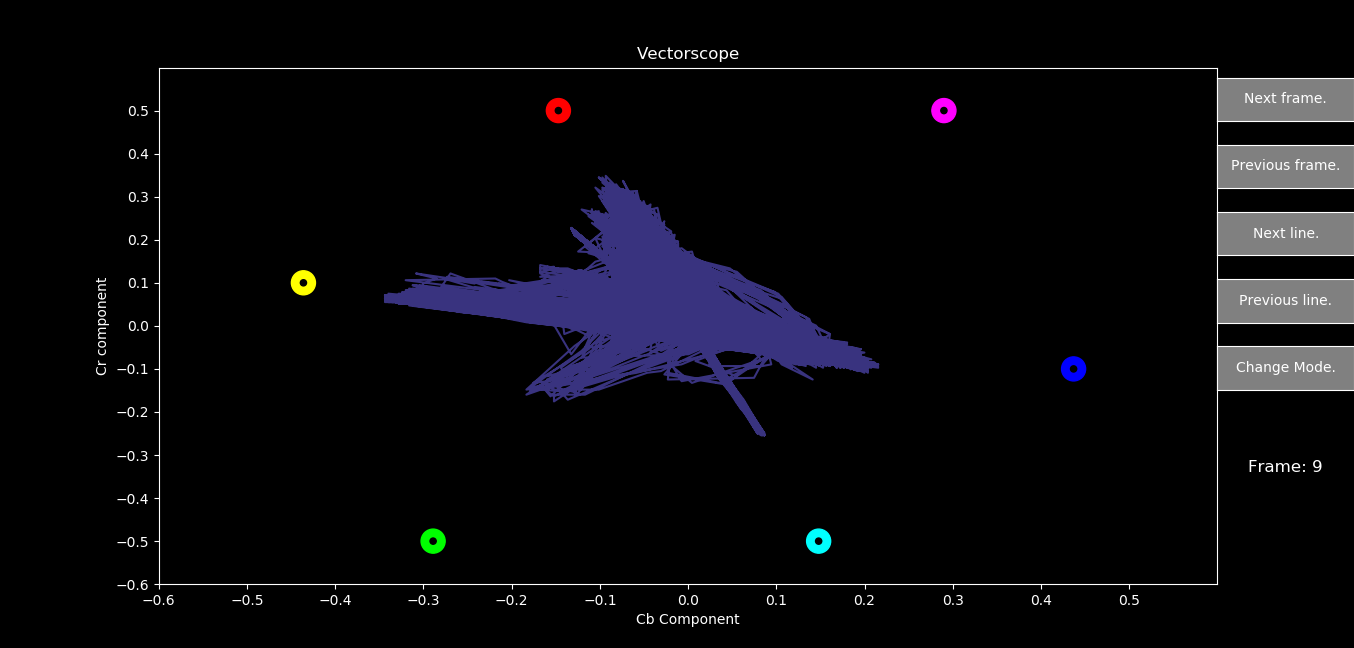 Vectorscope
0.5
0.4
0.3
0.2
0.1
0.0
−0.1
−0.2
−0.3
−0.4
−0.5
−0.6
Cr component
−0.6
−0.5
−0.4
−0.3
−0.2
−0.1
0.0
0.1
0.2
0.3
0.4
0.5
Cb Component
Next frame.
Previous frame.
Next line.
Previous line.
Change Mode.
Frame: 9